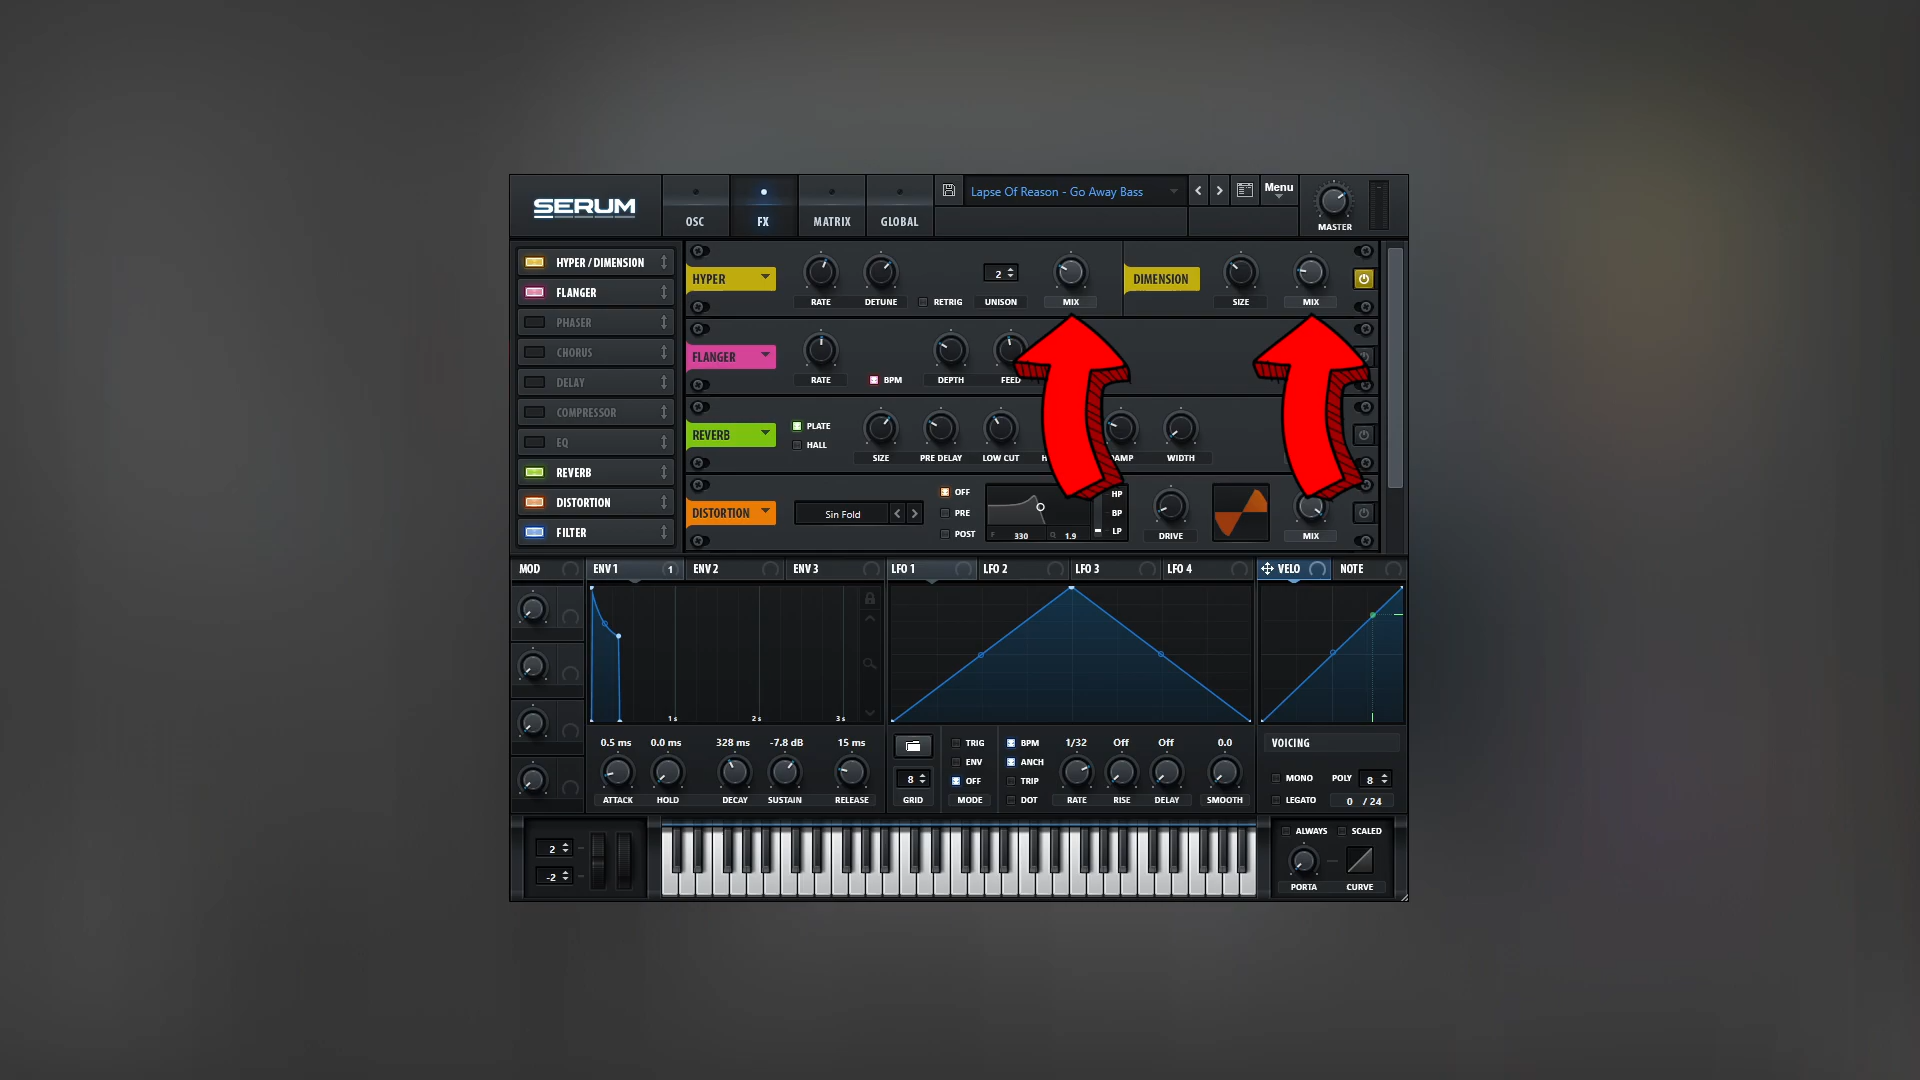 SERUM
OSC
FX
MATRIX
GLOBAL
Lapse Of Reason - Go Away Bass
Menu
MASTER
HYPER / DIMENSION
FLANGER
PHASER
CHORUS
DELAY
COMPRESSOR
EQ
REVERB
DISTORTION
FILTER
HYPER
RATE
DETUNE
RETRIG
2
UNISON
MIX
DIMENSION
SIZE
MIX
FLANGER
RATE
BPM
DEPTH
FEED
REVERB
PLATE
HALL
SIZE
PRE DELAY
LOW CUT
WIDTH
DISTORTION
Sin Fold
OFF
PRE
POST
F 330
Q 1.9
HP
BP
LP
DRIVE
MIX
MOD
ENV 1
1
ENV 2
ENV 3
LFO 1
LFO 2
LFO 3
LFO 4
VELO
NOTE
1 s
2 s
3 s
0.5 ms
0.0 ms
328 ms
-7.8 dB
15 ms
ATTACK
HOLD
DECAY
SUSTAIN
RELEASE
8
GRID
TRIG
ENV
OFF
MODE
BPM
ANCH
TRIP
DOT
1/32
Off
Off
0.0
RATE
RISE
DELAY
SMOOTH
VOICING
MONO
POLY
8
LEGATO
0 / 24
2
-2
ALWAYS
SCALED
PORTA
CURVE